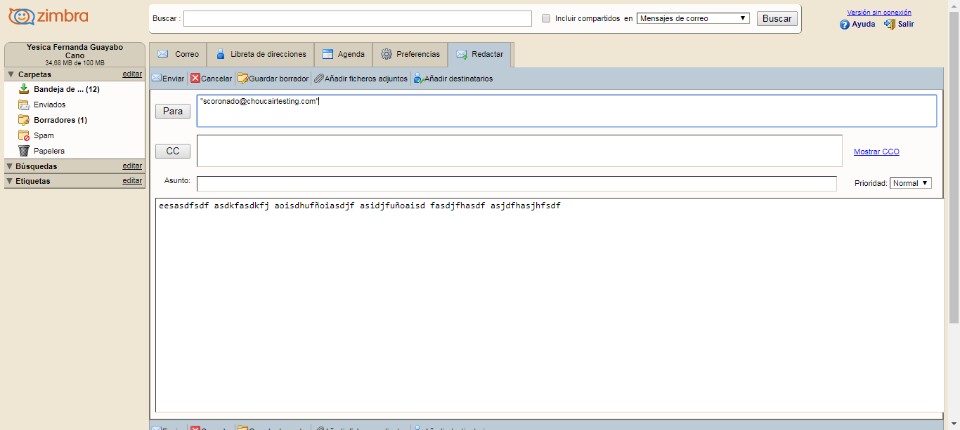 zimbra
Buscar :
Incluir compartidos en Mensajes de correo Buscar
Versión sin conexión
Ayuda Salir
Yesica Fernanda Guayabo
Cano
34.66 MB de 100 MB
Carpetas editar
Bandeja de ... (12)
Enviados
Borradores (1)
Spam
Papelera
Búsquedas editar
Etiquetas editar
Correo Libreta de direcciones Agenda Preferencias Redactar
Enviar Cancelar Guardar borrador Añadir ficheros adjuntos Añadir destinatarios
Para "scoronado@choucairtesting.com"
CC Mostrar CCO
Asunto: Prioridad: Normal
eesasdfsdf asdkfasdkfj aoisdhufñoiasdjf asidjfuñoaisd fasdjfhasdf asjdfhasjhfsdf